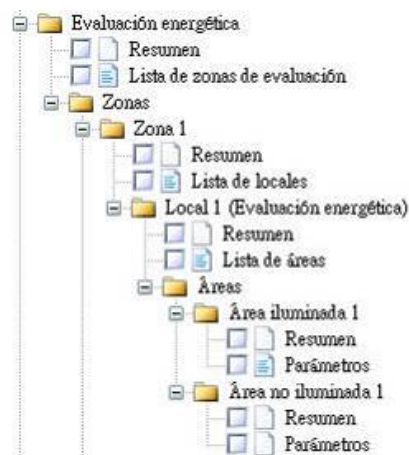 Evaluación energética
Resumen
Lista de zonas de evaluación
Zonas
Zona 1
Resumen
Lista de locales
Local 1 (Evaluación energética)
Resumen
Lista de áreas
Áreas
Área iluminada 1
Resumen
Parámetros
Área no iluminada 1
Resumen
Parámetros